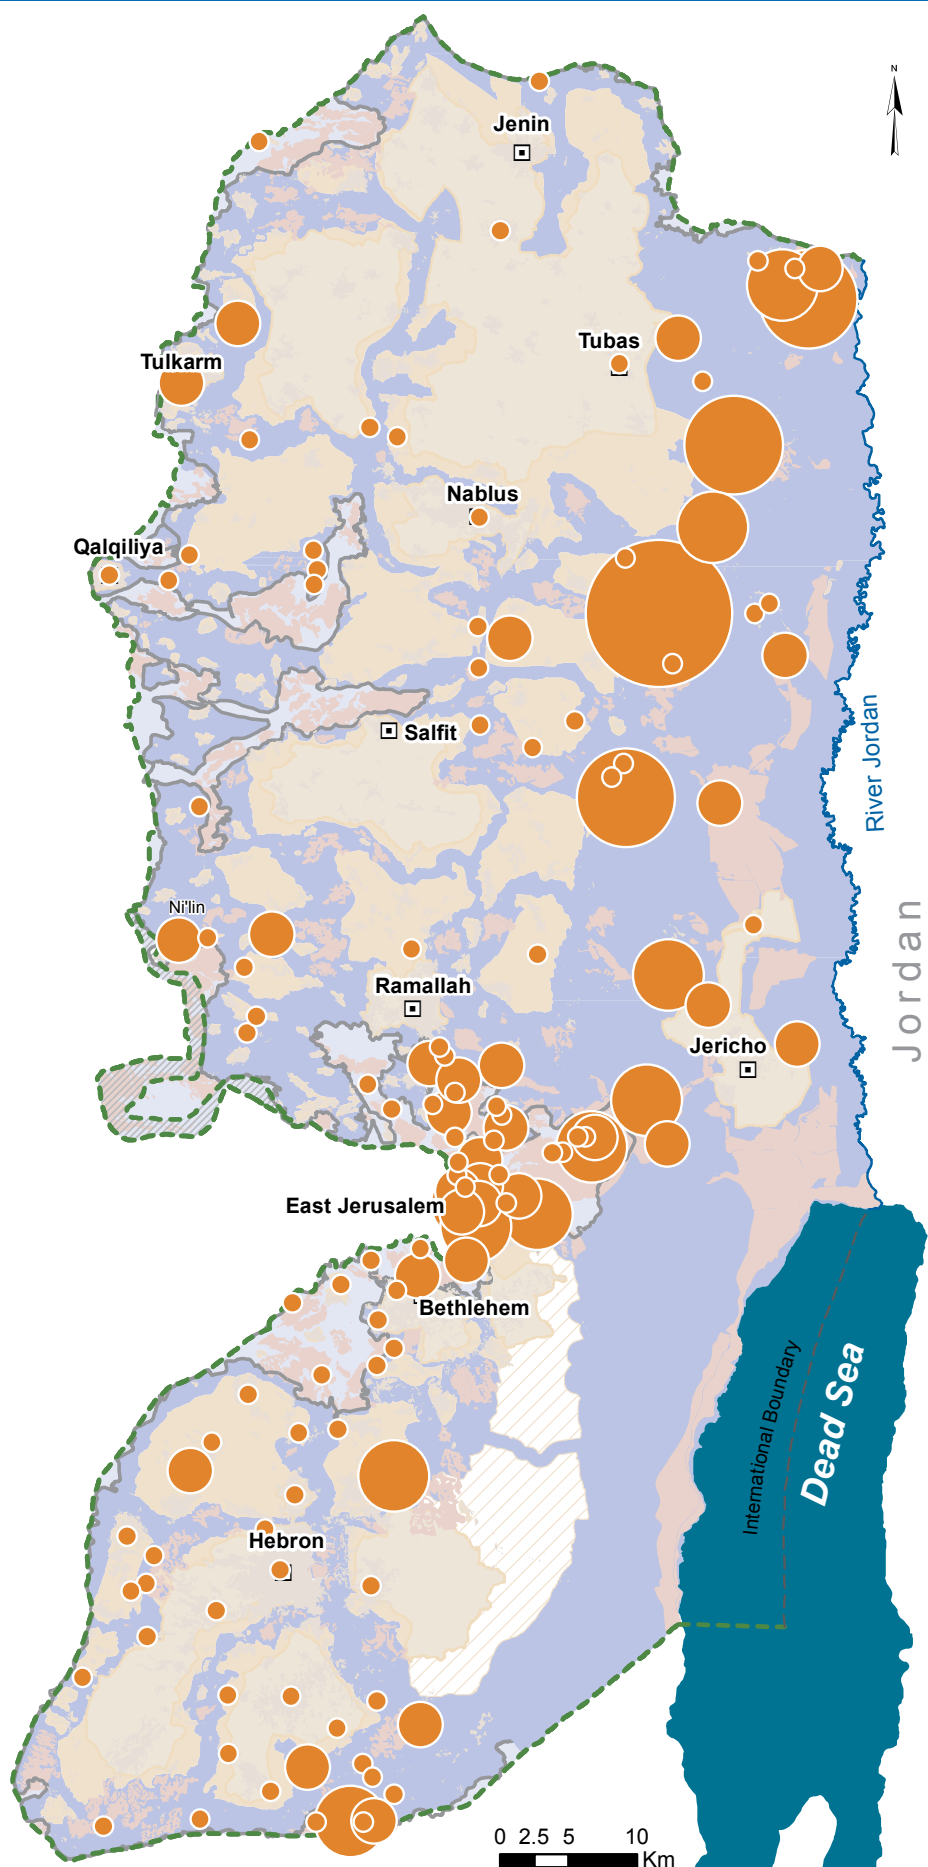 N
Jenin
Tubas
Tulkarm
Nablus
Qalqiliya
Salfit
River Jordan
Jordan
Ni'lin
Ramallah
Jericho
East Jerusalem
Bethlehem
International Boundary
Dead Sea
Hebron
0 2.5 5 10
Km